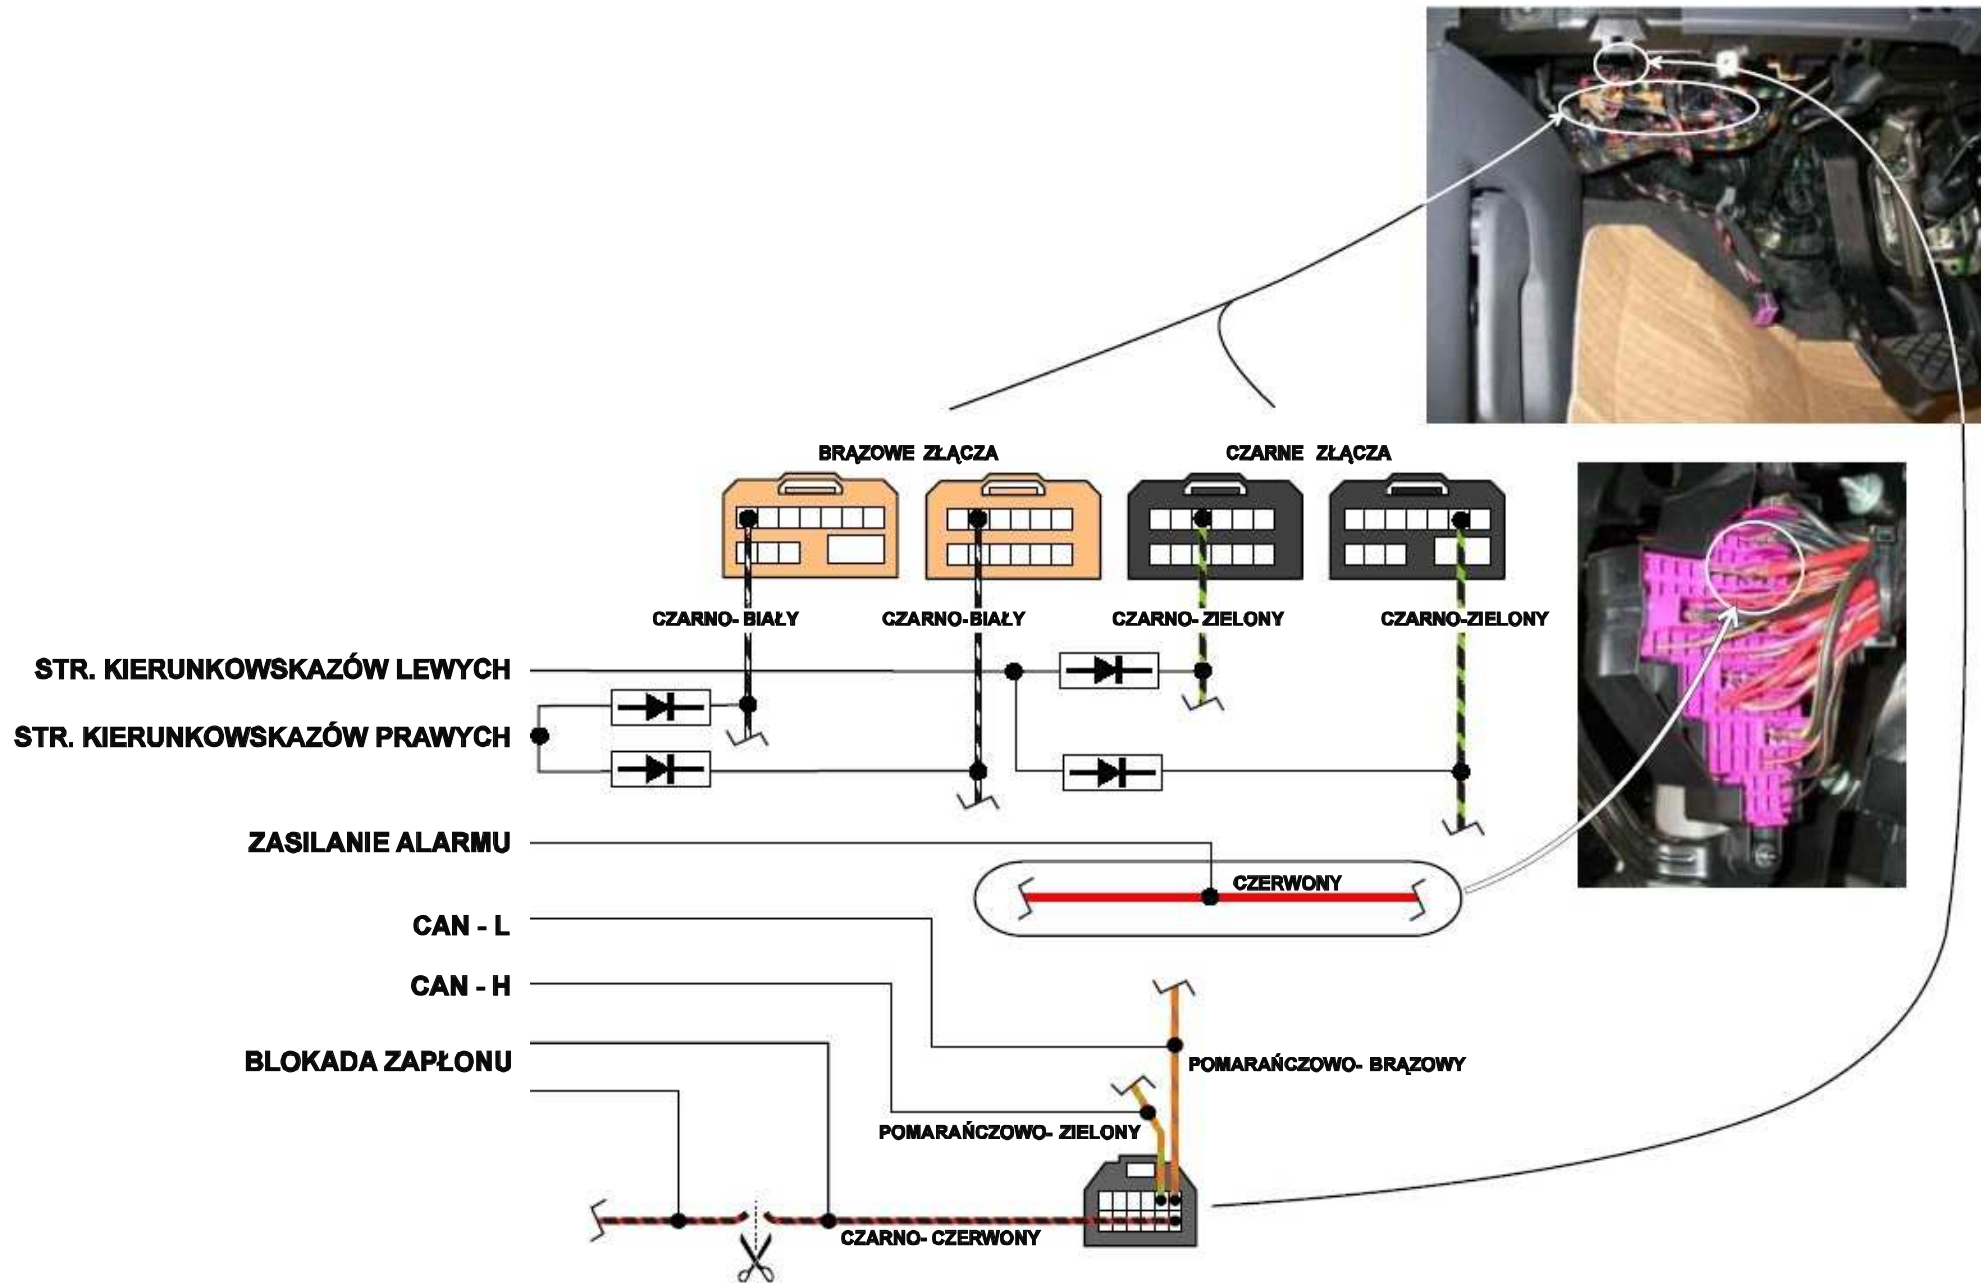 BRĄZOWE ZŁĄCZA
CZARNE ZŁĄCZA
CZARNO-BIAŁY
CZARNO-BIAŁY
CZARNO-ZIELONY
CZARNO-ZIELONY
STR. KIERUNKOWSKAZÓW LEWYCH
STR. KIERUNKOWSKAZÓW PRAWYCH
ZASILANIE ALARMU
CZERWONY
CAN - L
CAN - H
BLOKADA ZAPŁONU
POMARAŃCZOWO- BRĄZOWY
POMARAŃCZOWO- ZIELONY
CZARNO- CZERWONY